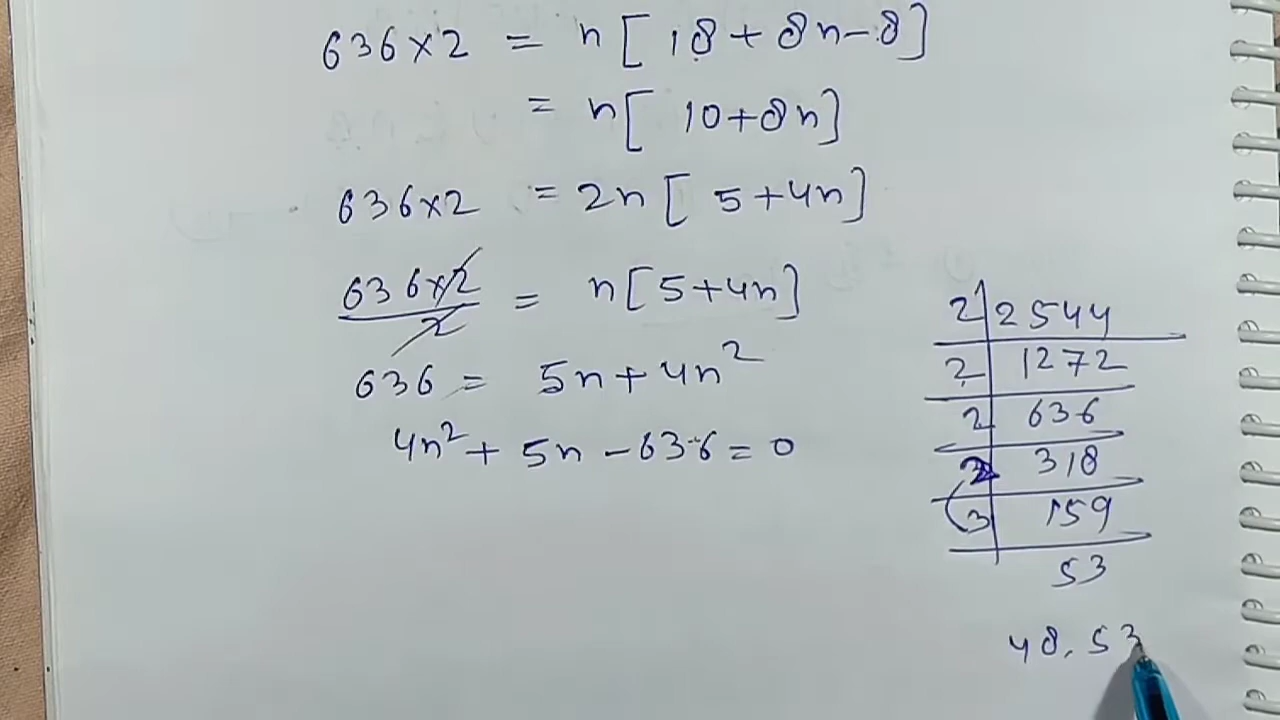 636×2 = n[18+8n-8]
= n[10+8n]
636×2 = 2n[5+4n]
636×2/2 = n[5+4n]
636 = 5n+4n²
4n²+5n-636=0
2|2544
2|1272
2|636
2|318
3|159
53
48, 53